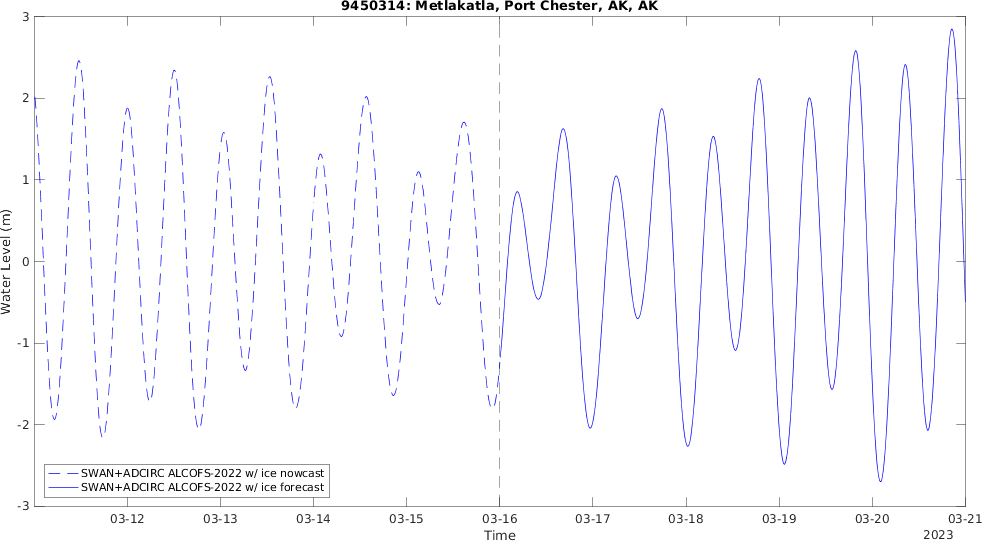 9450314: Metlakatla, Port Chester, AK, AK
3
2
1
0
-1
-2
-3
Water Level (m)
SWAN+ADCIRC ALCOFS-2022 w/ ice nowcast
SWAN+ADCIRC ALCOFS-2022 w/ ice forecast
03-12 03-13 03-14 03-15 03-16 03-17 03-18 03-19 03-20 03-21
Time
2023